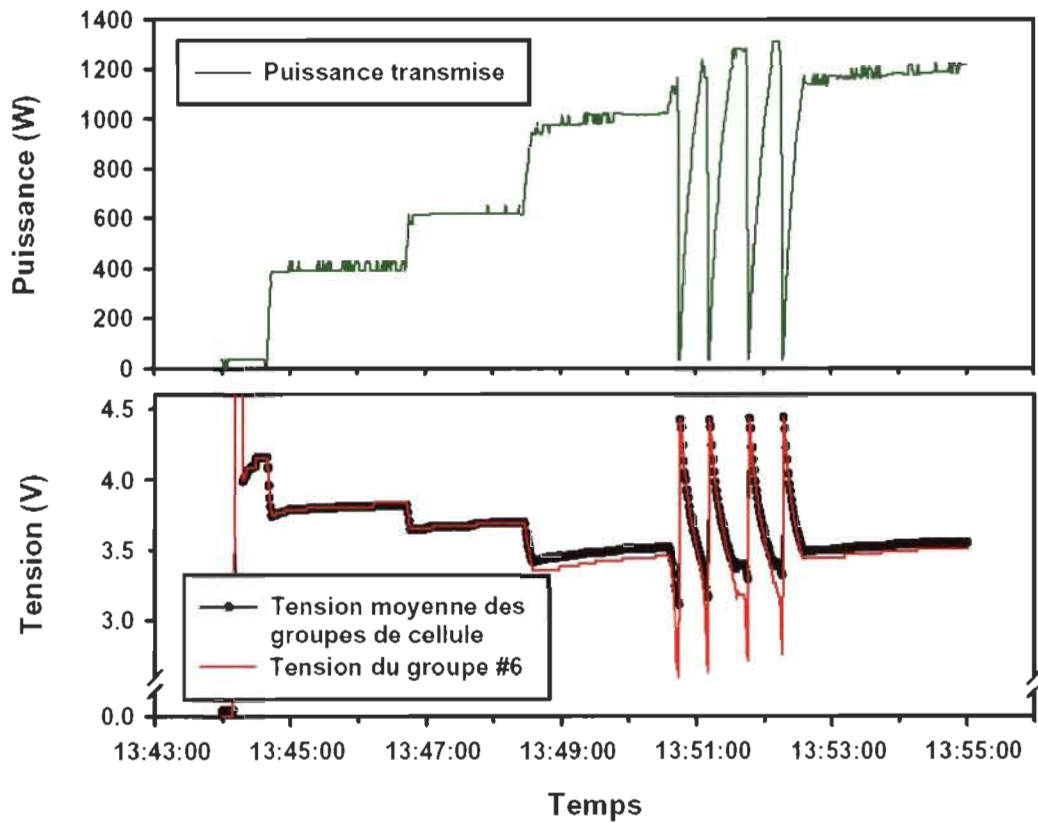 1400
1200
1000
800
600
400
200
0
Puissance (W)
Puissance transmise
4.5
4.0
3.5
3.0
0.0
Tension (V)
Tension moyenne des
groupes de cellule
Tension du groupe #6
13:43:00 13:45:00 13:47:00 13:49:00 13:51:00 13:53:00 13:55:00
Temps